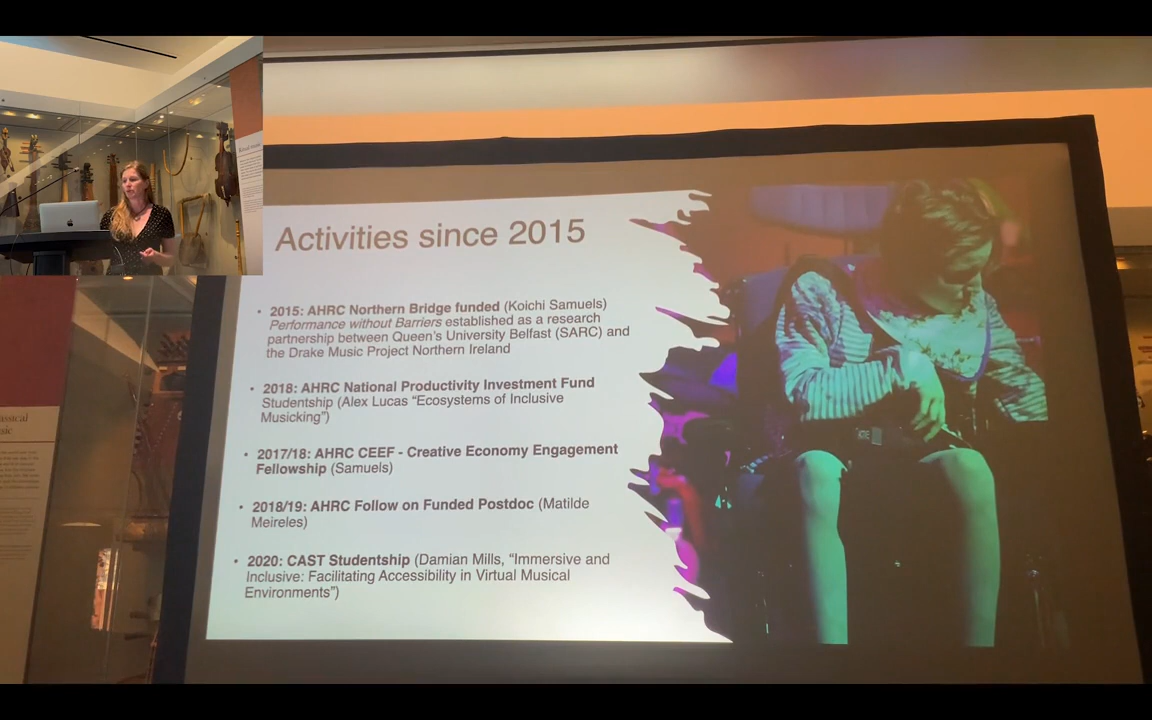 Activities since 2015
• 2015: AHRC Northern Bridge funded (Koichi Samuels)
Performance without Barriers established as a research
partnership between Queen's University Belfast (SARC) and
the Drake Music Project Northern Ireland
• 2018: AHRC National Productivity Investment Fund
Studentship (Alex Lucas “Ecosystems of Inclusive
Musicking”)
• 2017/18: AHRC CEEF - Creative Economy Engagement
Fellowship (Samuels)
• 2018/19: AHRC Follow on Funded Postdoc (Matilde
Meireles)
• 2020: CAST Studentship (Damian Mills, “Immersive and
Inclusive: Facilitating Accessibility in Virtual Musical
Environments”)